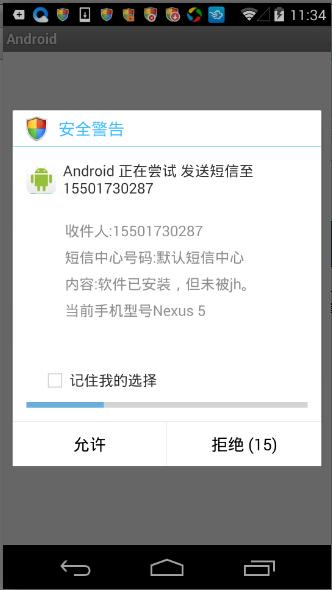 11:34
Android
安全警告
Android 正在尝试 发送短信至
15501730287
收件人:15501730287
短信中心号码:默认短信中心
内容:软件已安装，但未被jh。
当前手机型号Nexus 5
记住我的选择
允许
拒绝 (15)